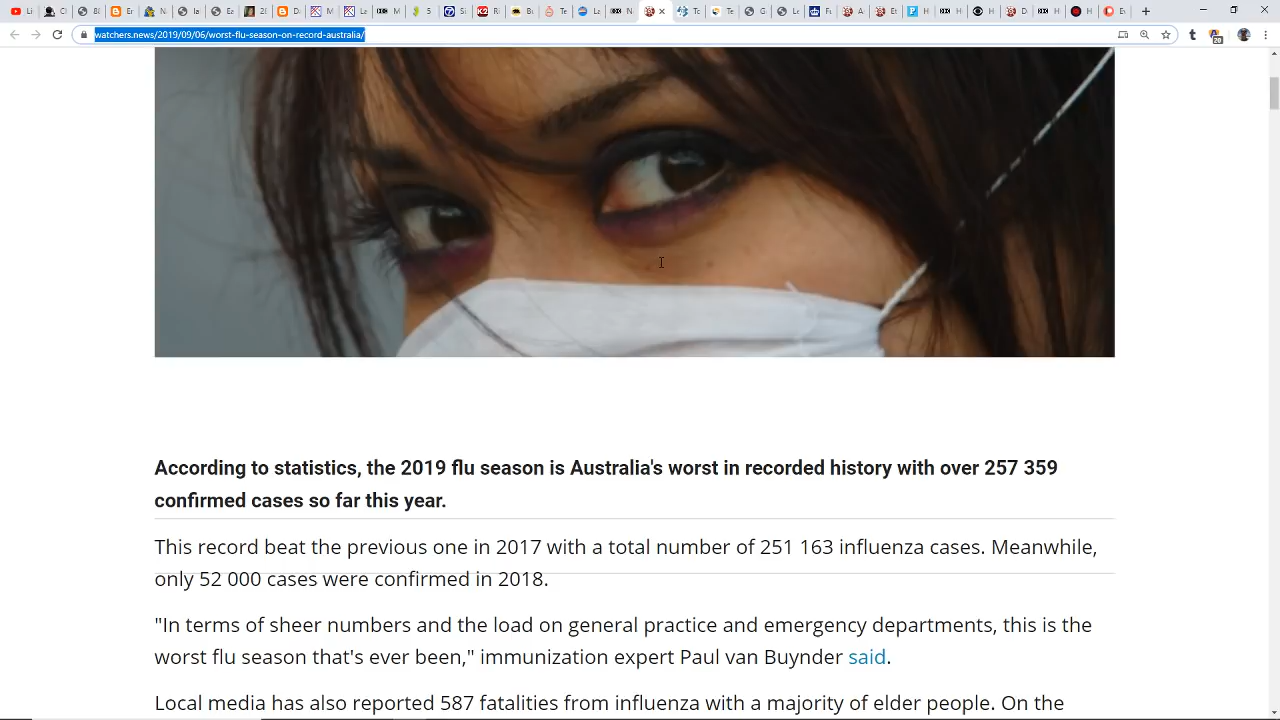 watchers.news/2019/09/06/worst-flu-season-on-record-australia/
According to statistics, the 2019 flu season is Australia's worst in recorded history with over 257 359
confirmed cases so far this year.
This record beat the previous one in 2017 with a total number of 251 163 influenza cases. Meanwhile,
only 52 000 cases were confirmed in 2018.
"In terms of sheer numbers and the load on general practice and emergency departments, this is the
worst flu season that's ever been," immunization expert Paul van Buynder said.
Local media has also reported 587 fatalities from influenza with a majority of elder people. On the